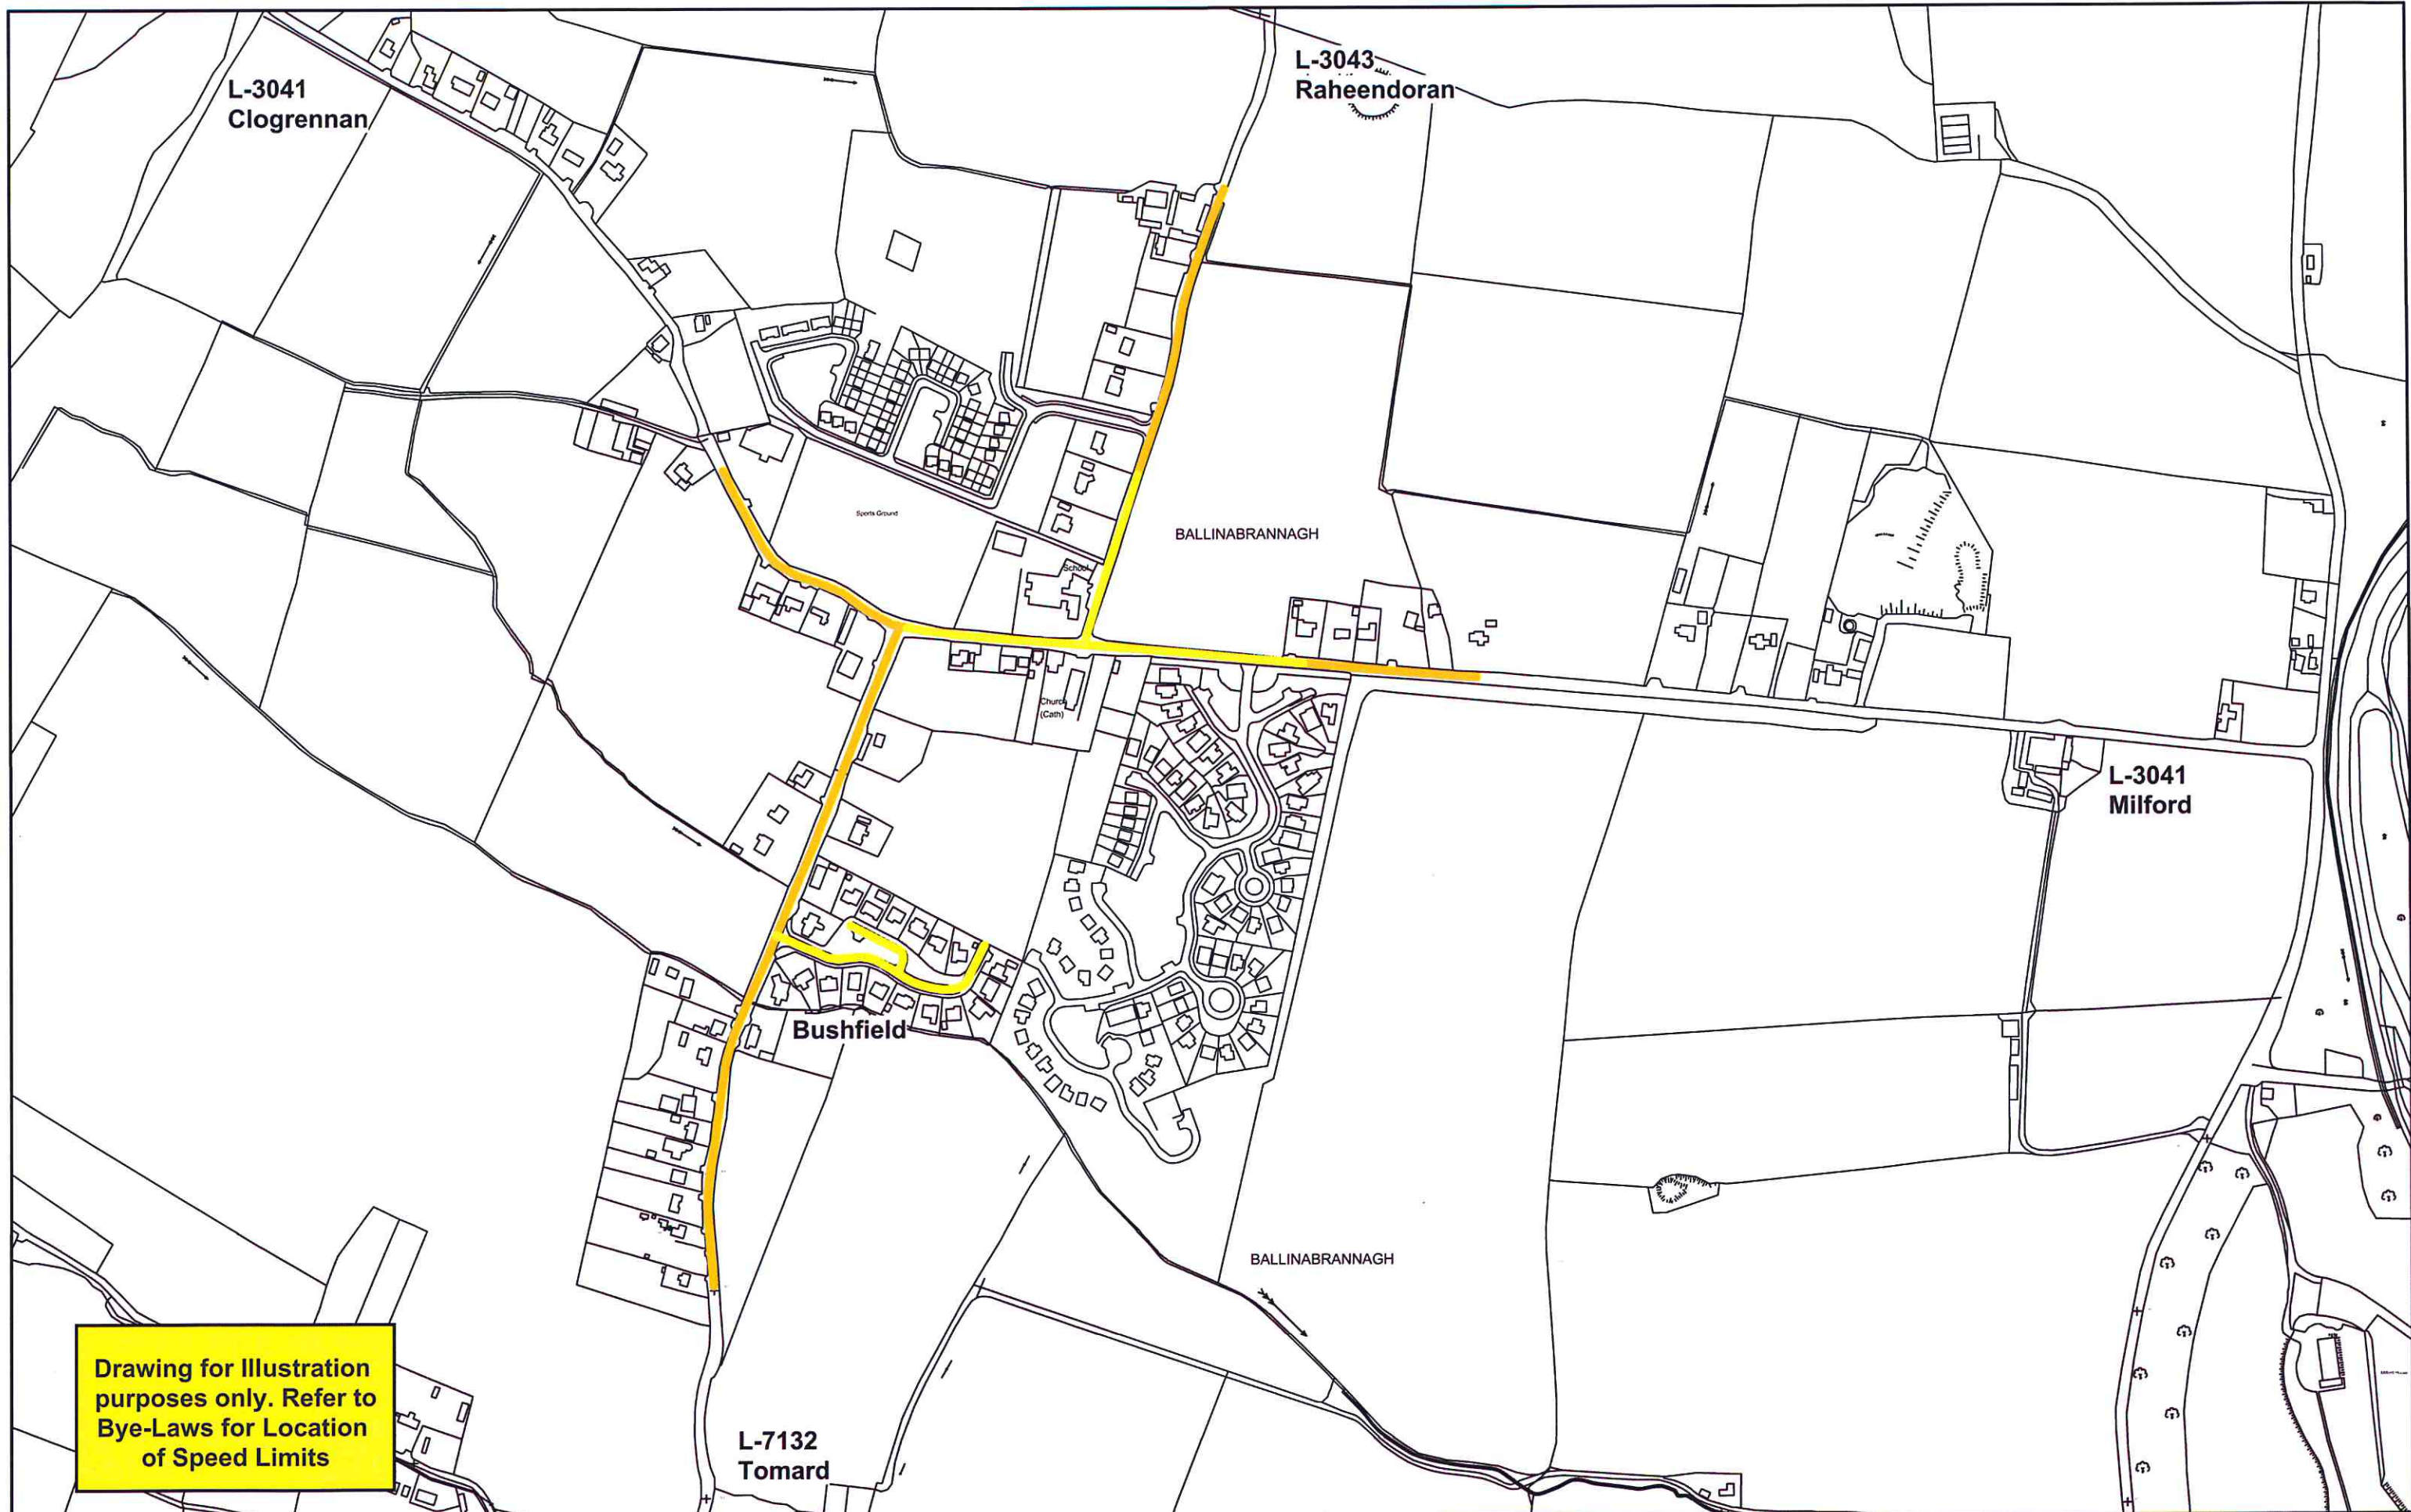 L-3041
Clogrennan
L-3043
Raheendoran
Sports Ground
BALLINABRANNAGH
School
Church
(Cath)
L-3041
Milford
Bushfield
BALLINABRANNAGH
Drawing for Illustration
purposes only. Refer to
Bye-Laws for Location
of Speed Limits
L-7132
Tomard